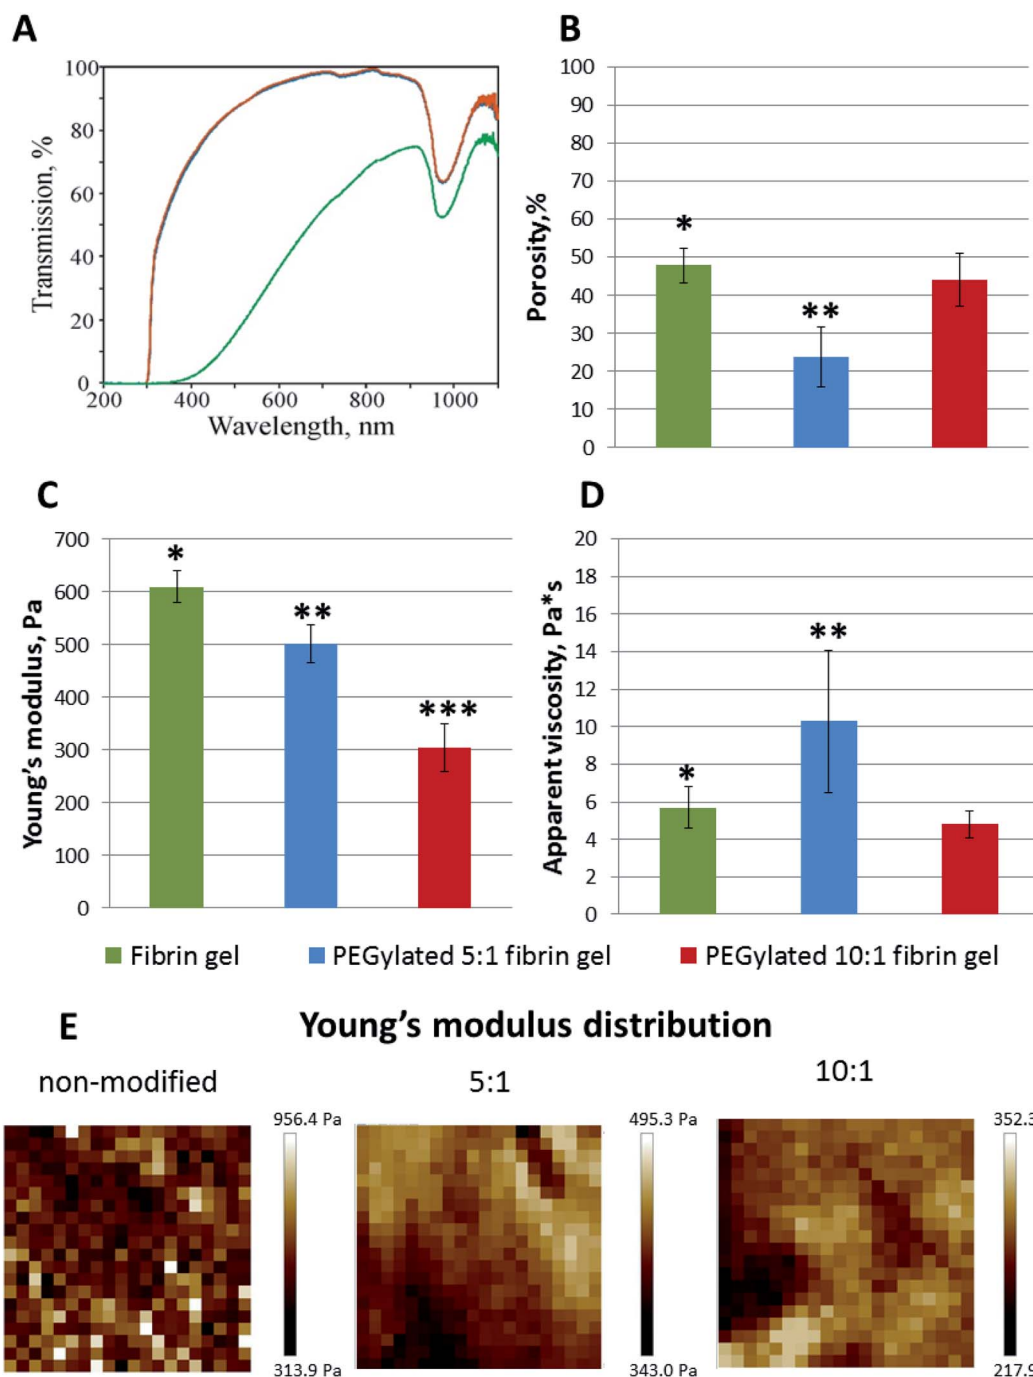 A
100
80
60
40
20
0
Transmission, %
200 400 600 800 1000
Wavelength, nm
B
100
90
80
70
60
50
40
30
20
10
0
Porosity,%
*
**
C
700
600
500
400
300
200
100
0
Young's modulus, Pa
*
**
***
D
20
18
16
14
12
10
8
6
4
2
0
Apparent viscosity, Pa*s
*
**
Fibrin gel PEGylated 5:1 fibrin gel PEGylated 10:1 fibrin gel
E Young's modulus distribution
non-modified 5:1 10:1
956.4 Pa 495.3 Pa 352.3
313.9 Pa 343.0 Pa 217.9